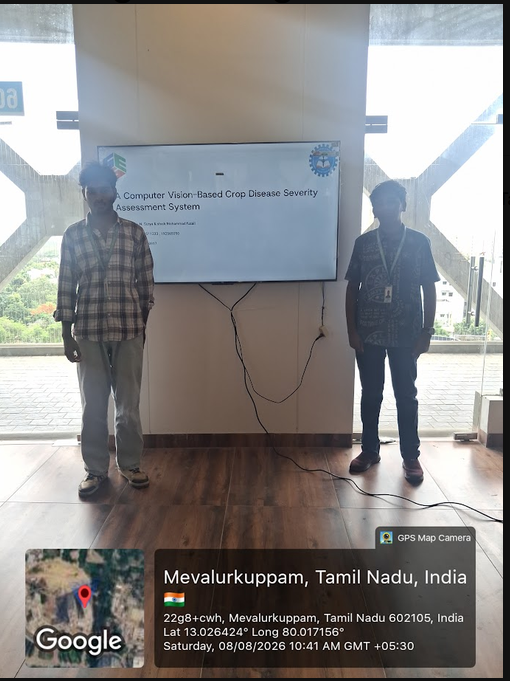 60
A Computer Vision-Based Crop Disease Severity
Assessment System
GPS Map Camera
Mevalurkuppam, Tamil Nadu, India
22g8+cwh, Mevalurkuppam, Tamil Nadu 602105, India
Lat 13.026424° Long 80.017156°
Saturday, 08/08/2026 10:41 AM GMT +05:30
Google